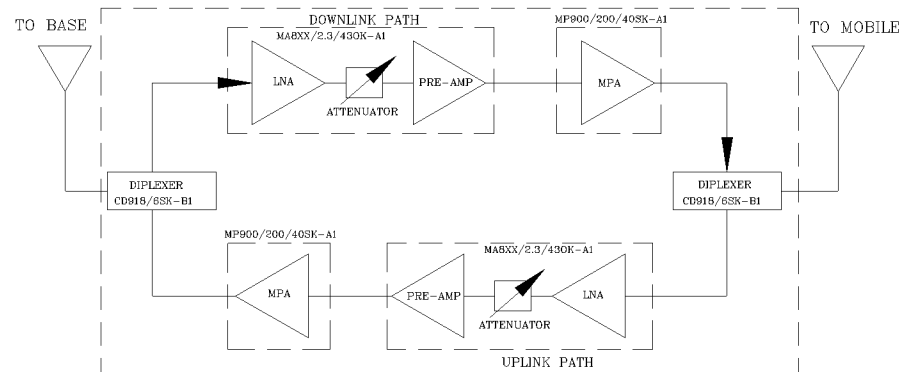 TO BASE
DOWNLINK PATH
MP900/200/40SK-A1
TO MOBILE
MA8XX/2.3/430K-A1
LNA
ATTENUATOR
PRE-AMP
MPA
DIPLEXER
CD918/6SK-B1
DIPLEXER
CD918/6SK-B1
MP900/200/40SK-A1
MA8XX/2.3/430K-A1
MPA
PRE-AMP
ATTENUATOR
LNA
UPLINK PATH